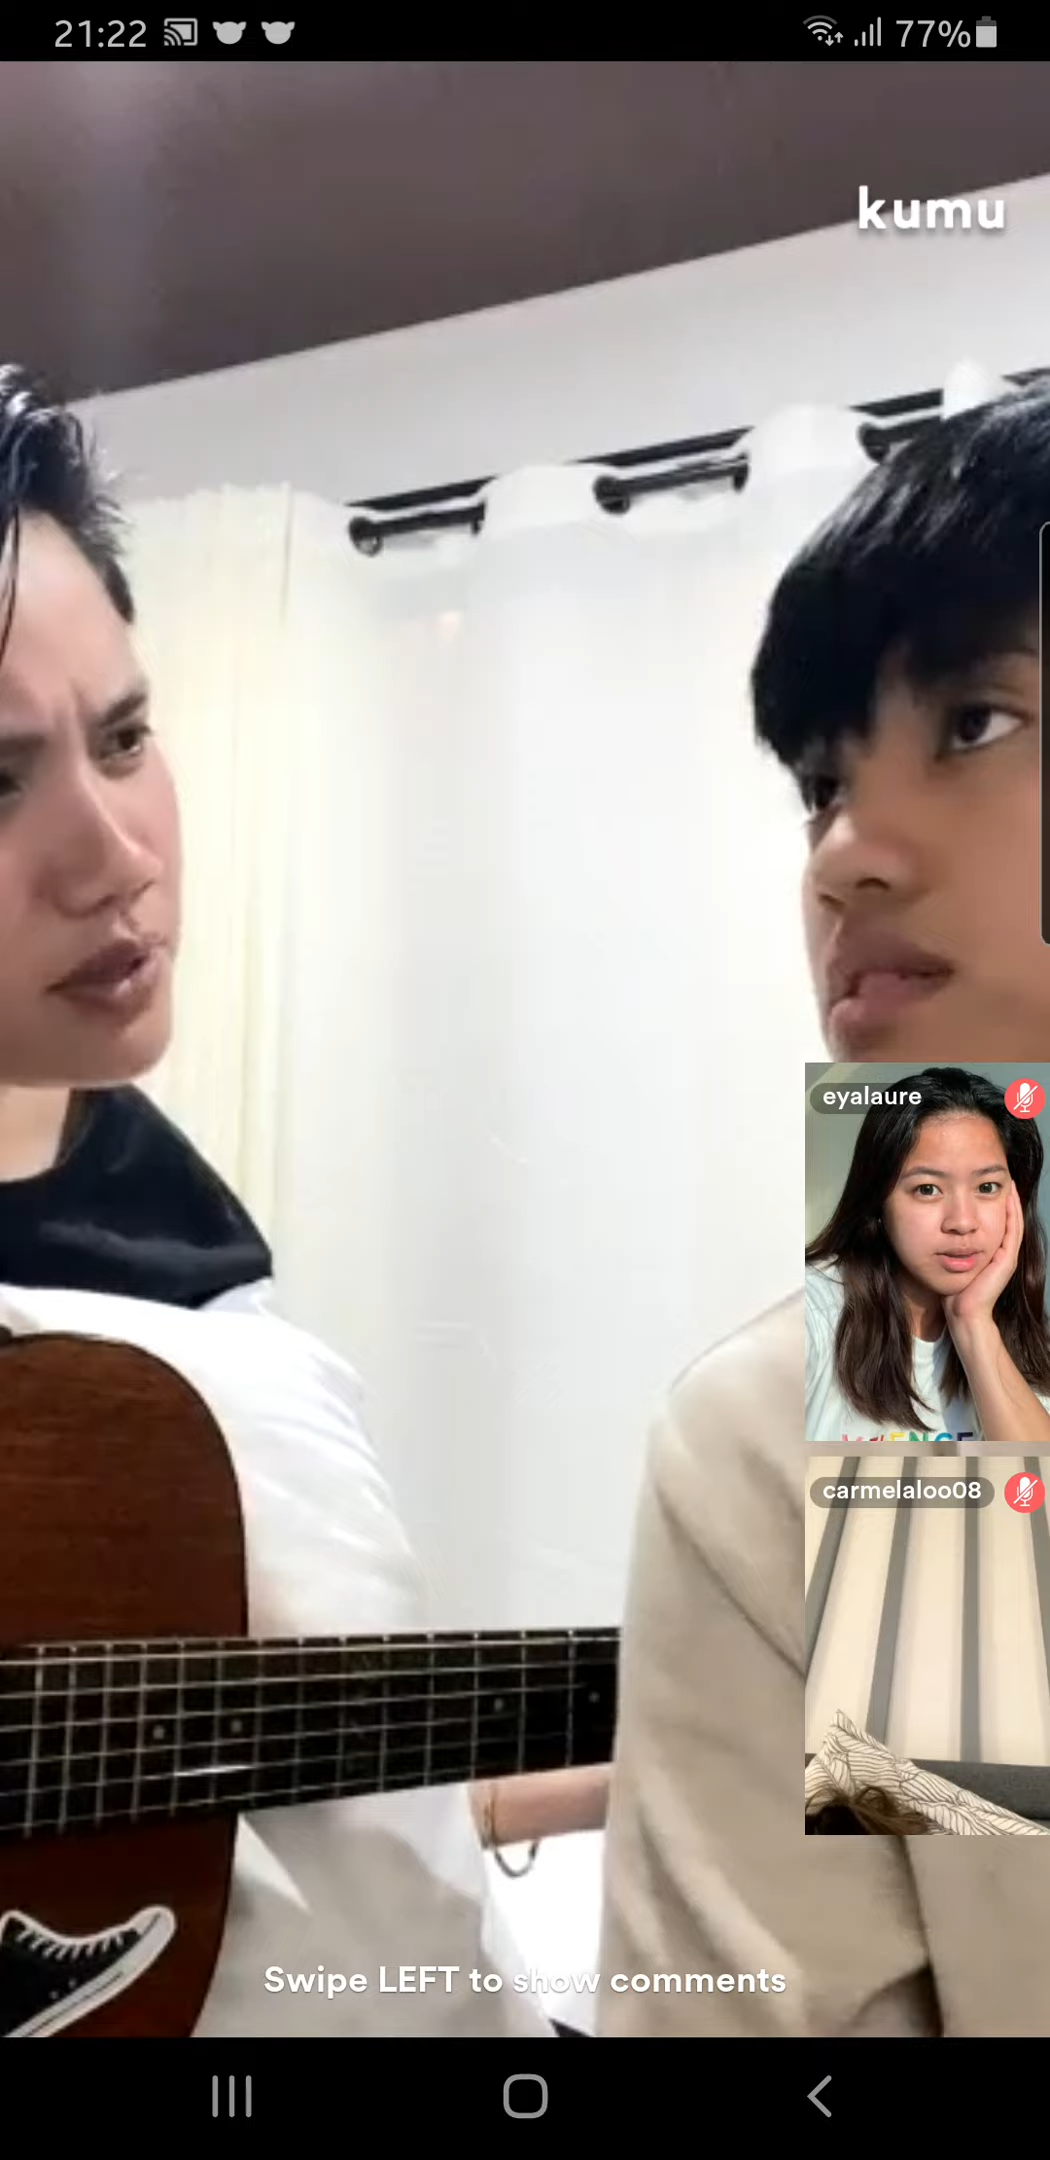 21:22
77%
kumu
eyalaure
carmelaloo08
Swipe LEFT to show comments